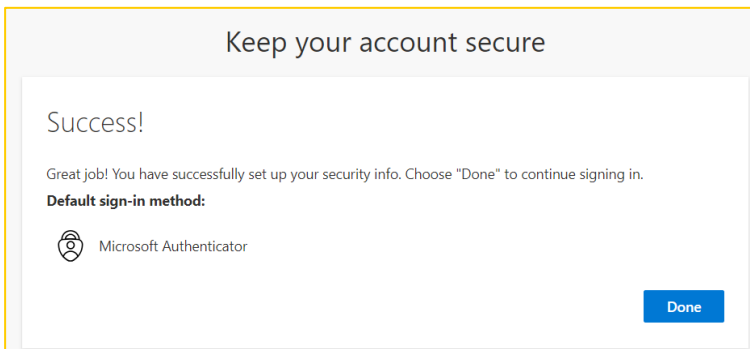 Keep your account secure
Success!
Great job! You have successfully set up your security info. Choose "Done" to continue signing in.
Default sign-in method:
Microsoft Authenticator
Done